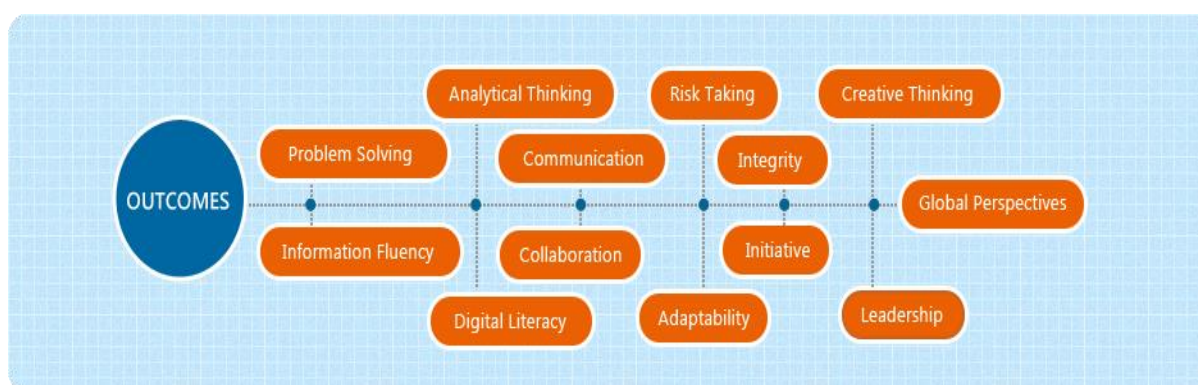 OUTCOMES
Problem Solving
Information Fluency
Analytical Thinking
Digital Literacy
Communication
Collaboration
Risk Taking
Adaptability
Integrity
Initiative
Creative Thinking
Leadership
Global Perspectives